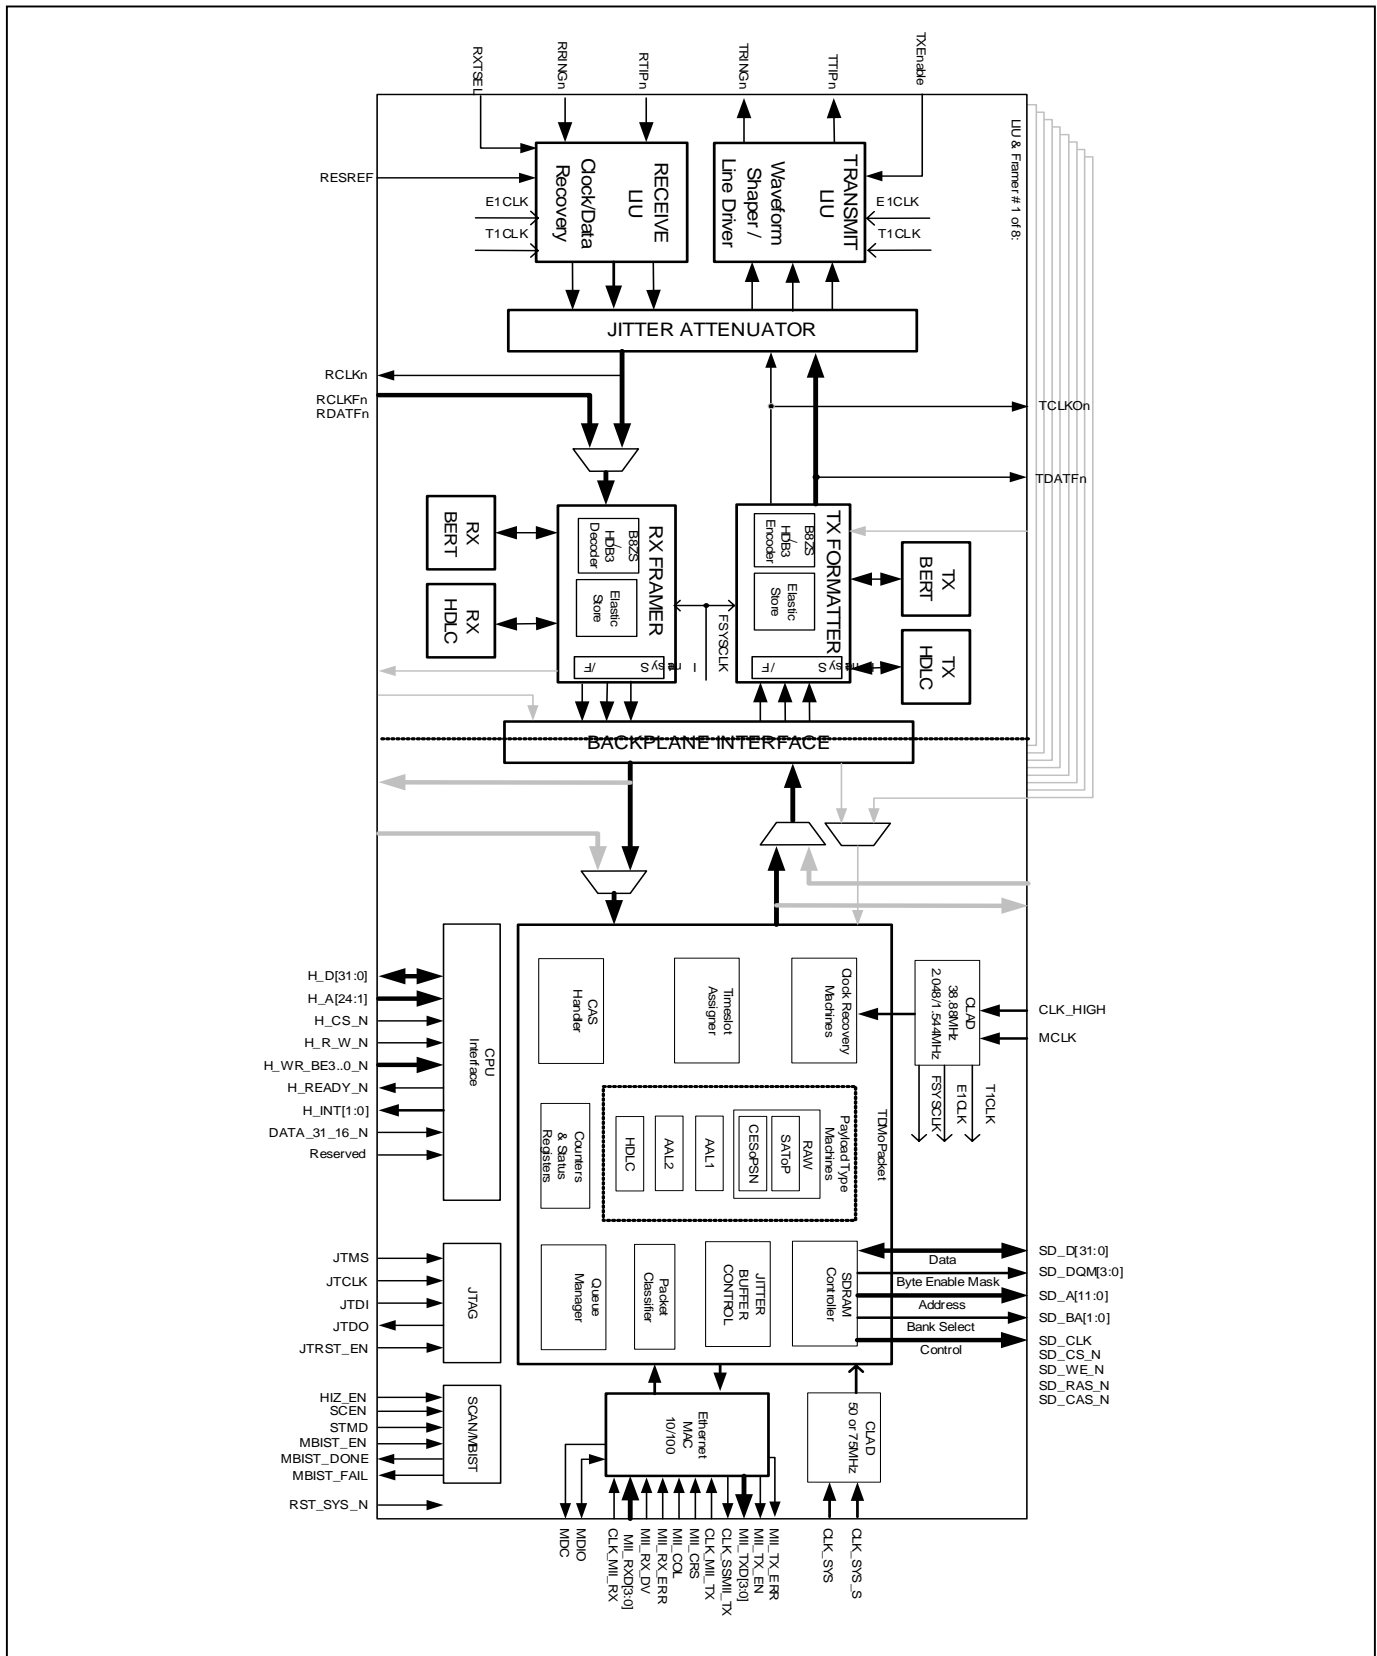 RXTSEL
RRINGn
RTIPn
TRINGn
TTIPn
TXEnable
LIU & Framer # 1 of 8:
RECEIVE
LIU
Clock/Data
Recovery
TRANSMIT
LIU
Waveform
Shaper /
Line Driver
RESREF
E1CLK
T1CLK
E1CLK
T1CLK
JITTER ATTENUATOR
RCLKn
RCLKFn
RDATFn
TCLKOn
TDATFn
RX
BERT
RX
HDLC
RX FRAMER
B8ZS
/
HDB3
Decoder
Elastic
Store
FSYSCLK
TX FORMATTER
B8ZS
/
HDB3
Encoder
Elastic
Store
TX
BERT
TX
HDLC
BACKPLANE INTERFACE
H_D[31:0]
H_A[24:1]
H_CS_N
H_R_W_N
H_WR_BE3..0_N
H_READY_N
H_INT[1:0]
DATA_31_16_N
Reserved
CPU
Interface
CAS
Handler
Timeslot
Assigner
Clock Recovery
Machines
CLAD
38.88MHz
2.048/1.544MHz
CLK_HIGH
MCLK
FSYSCLK
E1CLK
T1CLK
TDMoPacket
Counters
& Status
Registers
Payload Type
Machines
HDLC
AAL2
AAL1
RAW
SAToP
CESoPSN
JTMS
JTCLK
JTDI
JTDO
JTRST_EN
JTAG
Queue
Manager
Packet
Classifier
JITTER
BUFFER
CONTROL
SDRAM
Controller
Data
Byte Enable Mask
Address
Bank Select
Control
SD_D[31:0]
SD_DQM[3:0]
SD_A[11:0]
SD_BA[1:0]
SD_CLK
SD_CS_N
SD_WE_N
SD_RAS_N
SD_CAS_N
HIZ_EN
SCEN
STMD
MBIST_EN
MBIST_DONE
MBIST_FAIL
RST_SYS_N
SCAN/MBIST
Ethernet
MAC
10/100
CLAD
50 or 75MHz
MDC
MDIO
CLK_MII_RX
MII_RXD[3:0]
MII_RX_DV
MII_RX_ERR
MII_COL
MII_CRS
CLK_MII_TX
CLK_SSMII_TX
MII_TXD[3:0]
MII_TX_EN
MII_TX_ERR
CLK_SYS
CLK_SYS_S